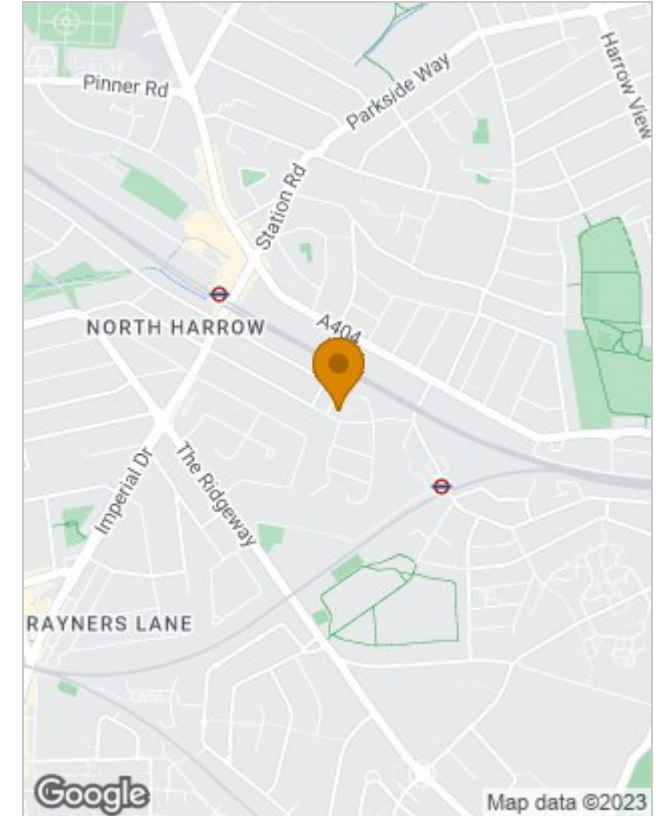 Pinner Rd
Parkside Way
Harrow View
Station Rd
NORTH HARROW
A404
Imperial Dr
The Ridgeway
RAYNERS LANE
Google
Map data ©2023